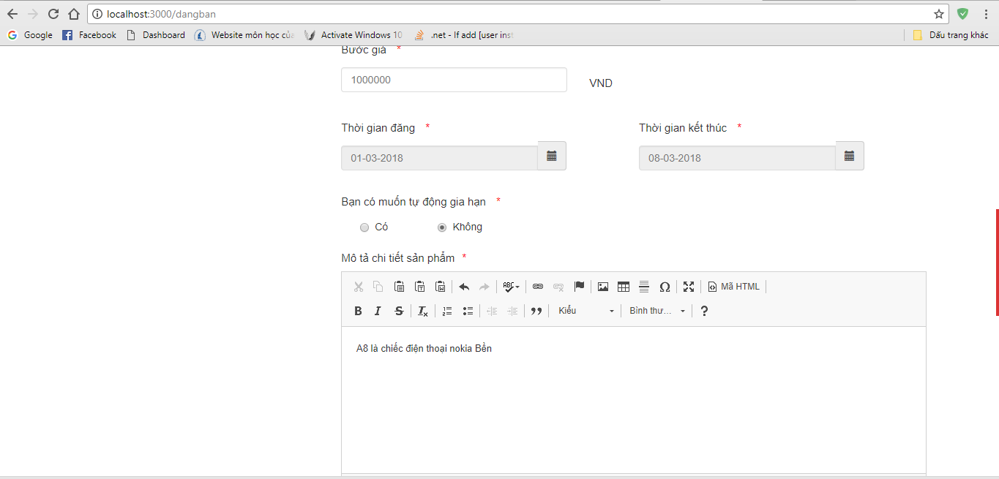 localhost:3000/dangban
Google Facebook Dashboard Website môn học củ Activate Windows 10 .net - If add [user inst Dấu trang khác
Bước giá *
1000000 VND
Thời gian đăng * Thời gian kết thúc *
01-03-2018 08-03-2018
Bạn có muốn tự động gia hạn *
Có Không
Mô tả chi tiết sản phẩm *
ABC Ω Mã HTML
B I S Tx Kiểu Bình thư... ?
A8 là chiếc điện thoại nokia Bền